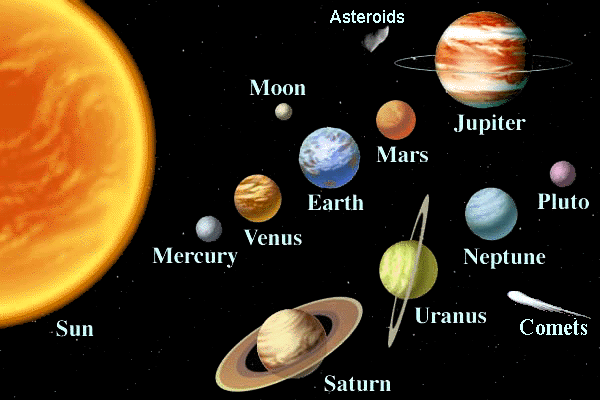 Asteroids
Moon
Jupiter
Mars
Earth
Pluto
Venus
Mercury
Neptune
Uranus
Comets
Sun
Saturn